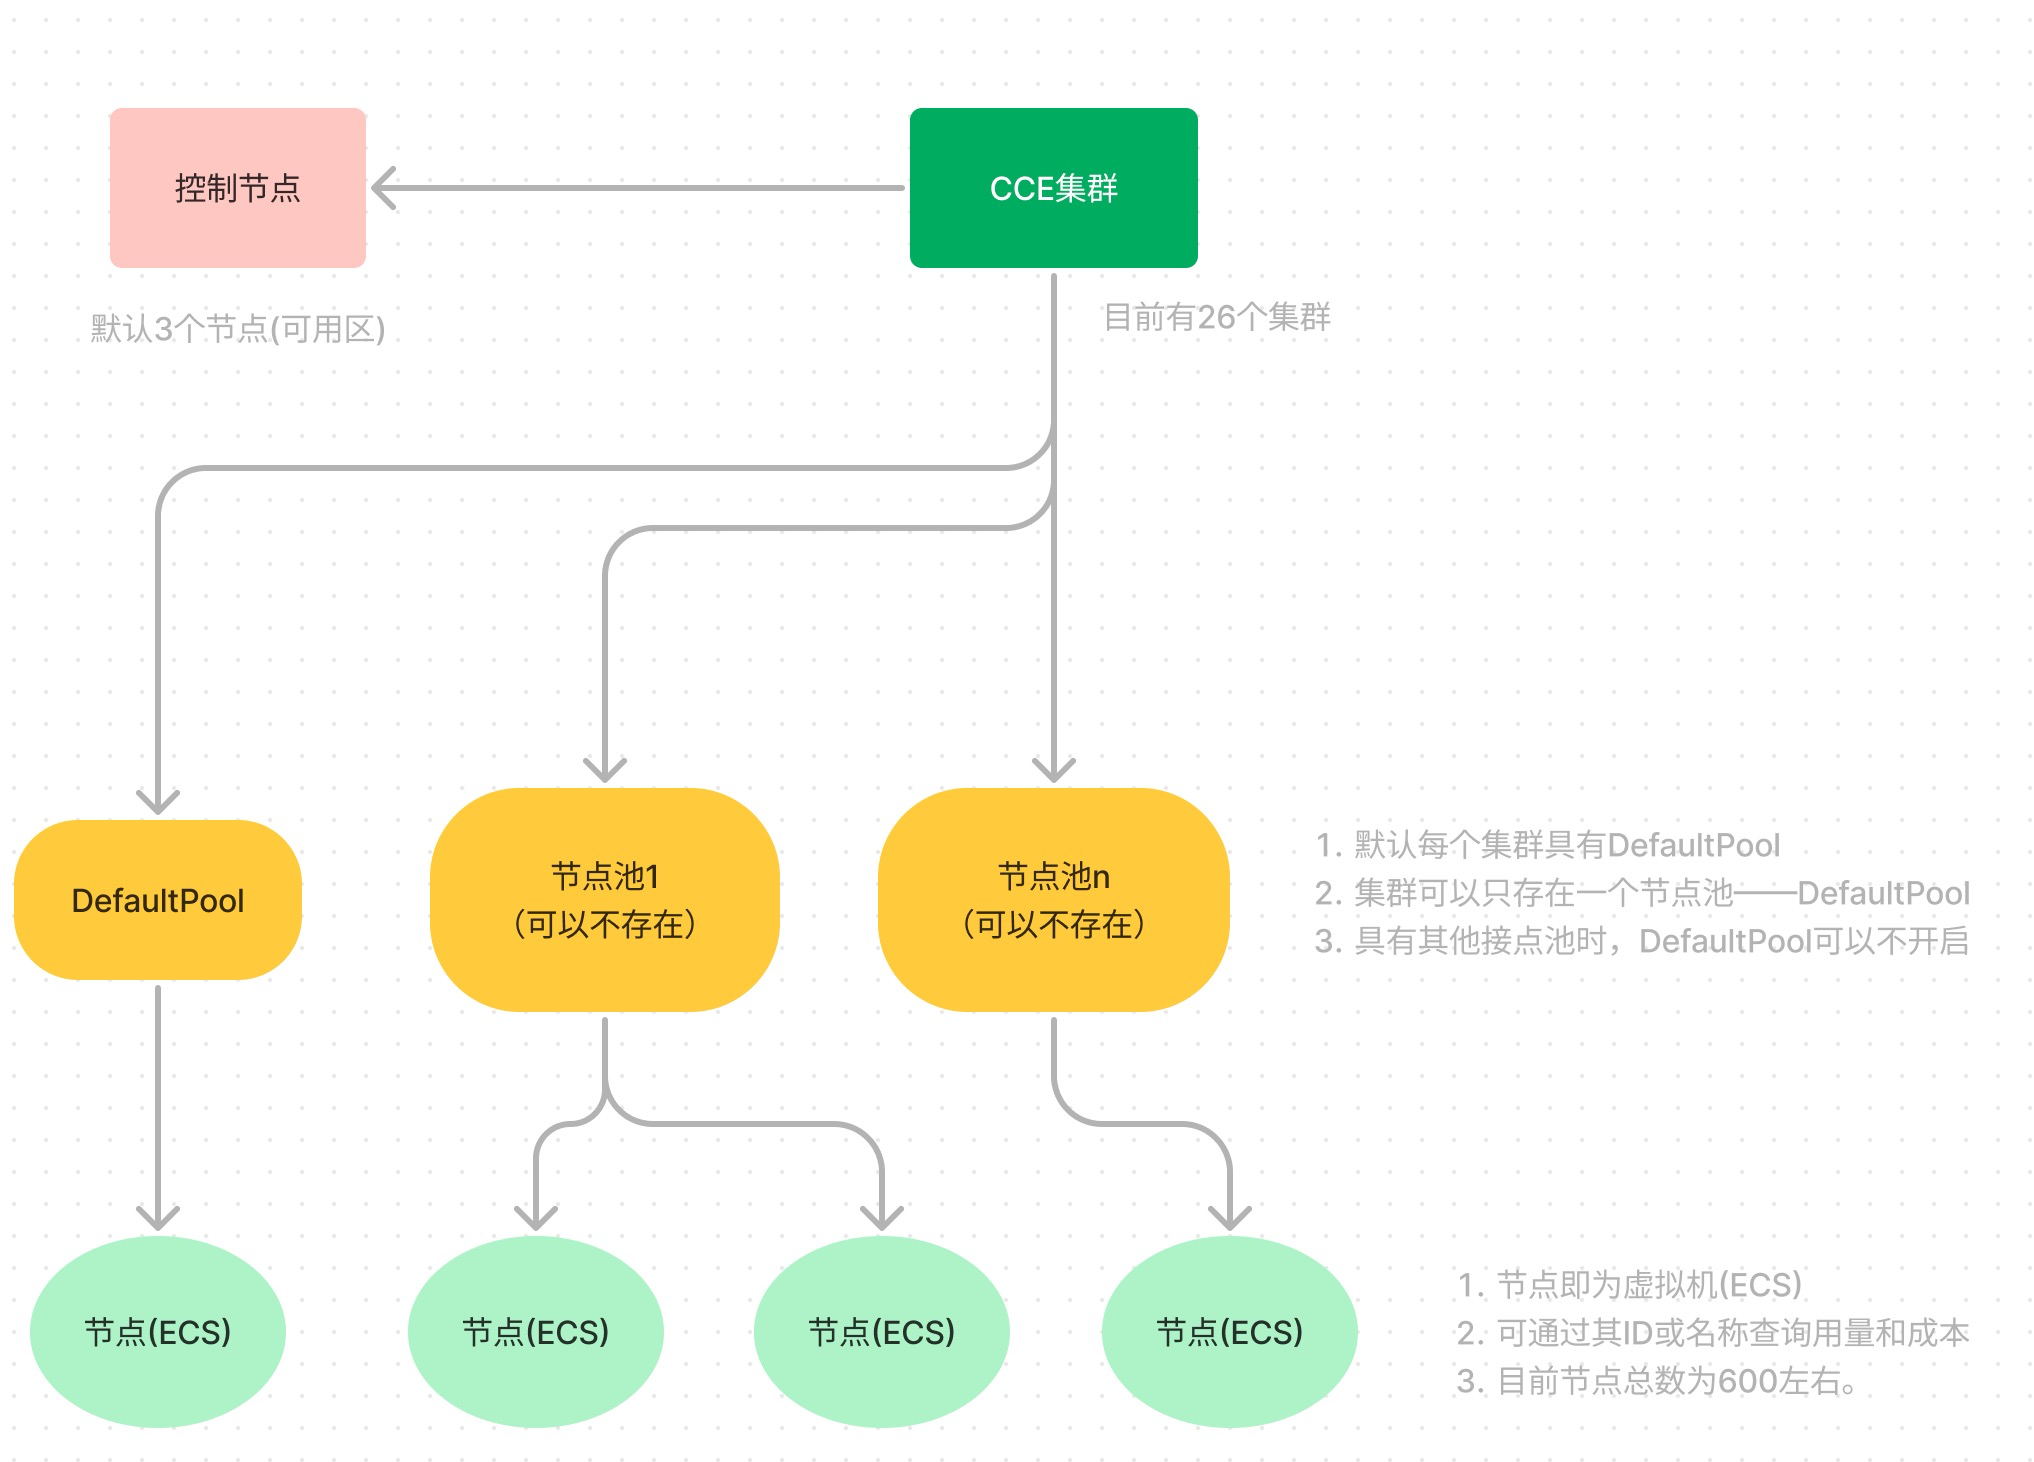 控制节点
CCE集群
默认3个节点(可用区)
目前有26个集群
DefaultPool
节点池1
（可以不存在）
节点池n
（可以不存在）
1. 默认每个集群具有DefaultPool
2. 集群可以只存在一个节点池——DefaultPool
3. 具有其他接点池时，DefaultPool可以不开启
节点(ECS)
节点(ECS)
节点(ECS)
节点(ECS)
1. 节点即为虚拟机(ECS)
2. 可通过其ID或名称查询用量和成本
3. 目前节点总数为600左右。